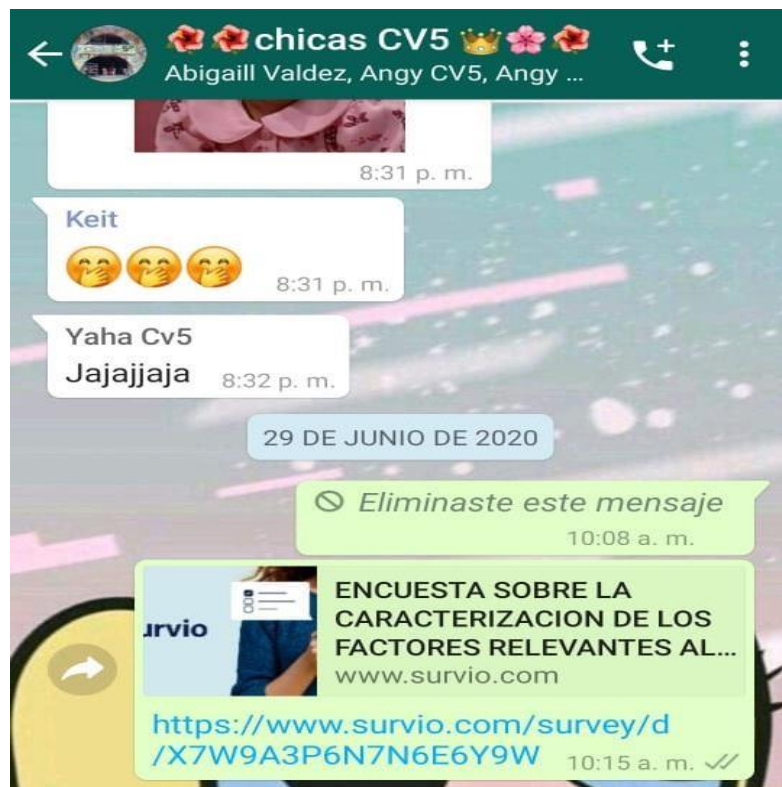 🌺🌺chicas CV5 👑🌸🌺
Abigaill Valdez, Angy CV5, Angy ...
8:31 p. m.
Keit
🤭🤭🤭 8:31 p. m.
Yaha Cv5
Jajajjaja 8:32 p. m.
29 DE JUNIO DE 2020
Eliminaste este mensaje
10:08 a. m.
urvio
ENCUESTA SOBRE LA
CARACTERIZACION DE LOS
FACTORES RELEVANTES AL...
www.survio.com
https://www.survio.com/survey/d
/X7W9A3P6N7N6E6Y9W 10:15 a. m.